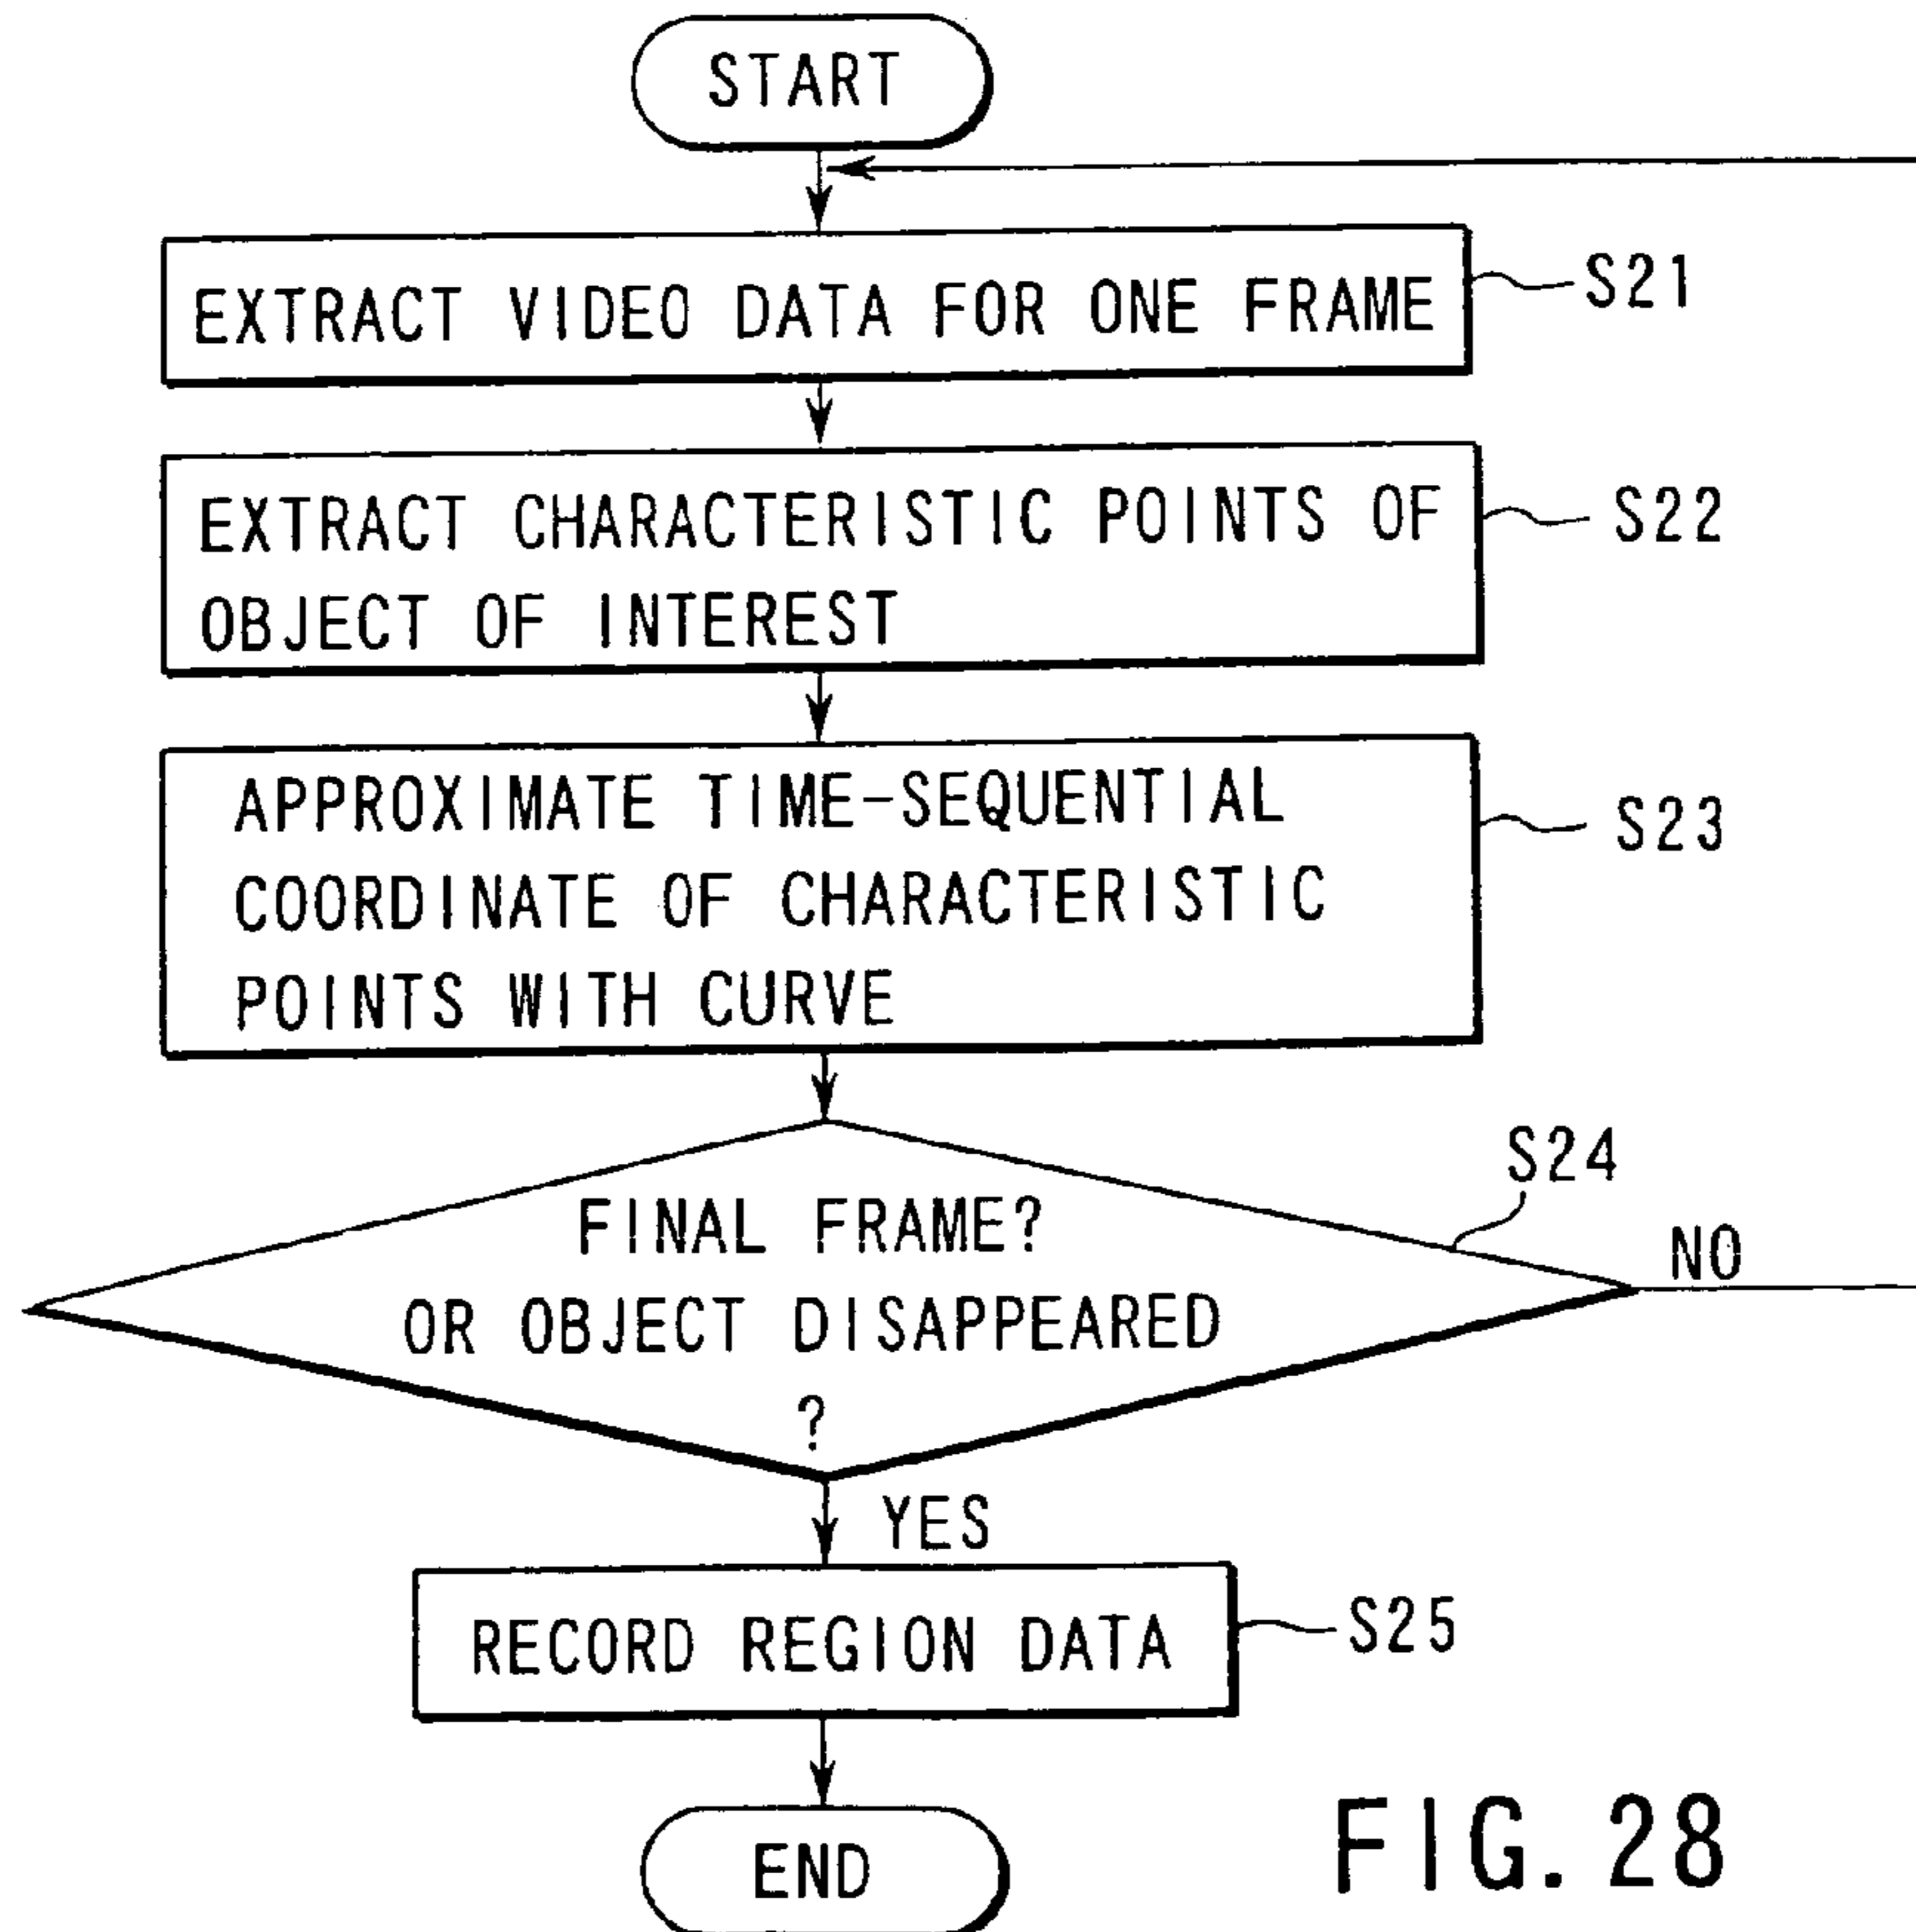 START
EXTRACT VIDEO DATA FOR ONE FRAME
S21
EXTRACT CHARACTERISTIC POINTS OF
OBJECT OF INTEREST
S22
APPROXIMATE TIME-SEQUENTIAL
COORDINATE OF CHARACTERISTIC
POINTS WITH CURVE
S23
S24
FINAL FRAME?
OR OBJECT DISAPPEARED
?
NO
YES
RECORD REGION DATA
S25
END
FIG. 28